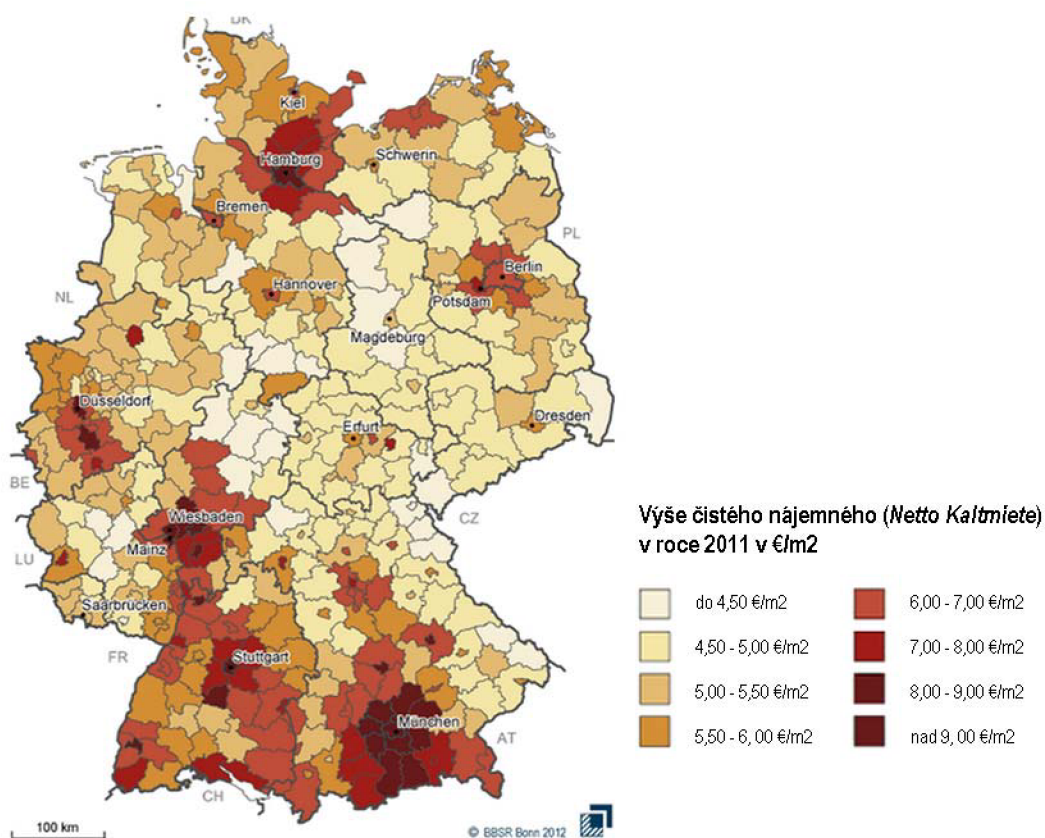 DK
Kiel
Schwerin
Hamburg
Bremen
PL
Berlin
Hannover
Potsdam
NL
Magdeburg
Düsseldorf
Dresden
Erfurt
BE
Wiesbaden
CZ
Mainz
LU
Saarbrücken
FR
Stuttgart
München
AT
CH
100 km
© BBSR Bonn 2012
Výše čistého nájemného (Netto Kaltmiete)
v roce 2011 v €/m2
do 4,50 €/m2
4,50 - 5,00 €/m2
5,00 - 5,50 €/m2
5,50 - 6,00 €/m2
6,00 - 7,00 €/m2
7,00 - 8,00 €/m2
8,00 - 9,00 €/m2
nad 9, 00 €/m2